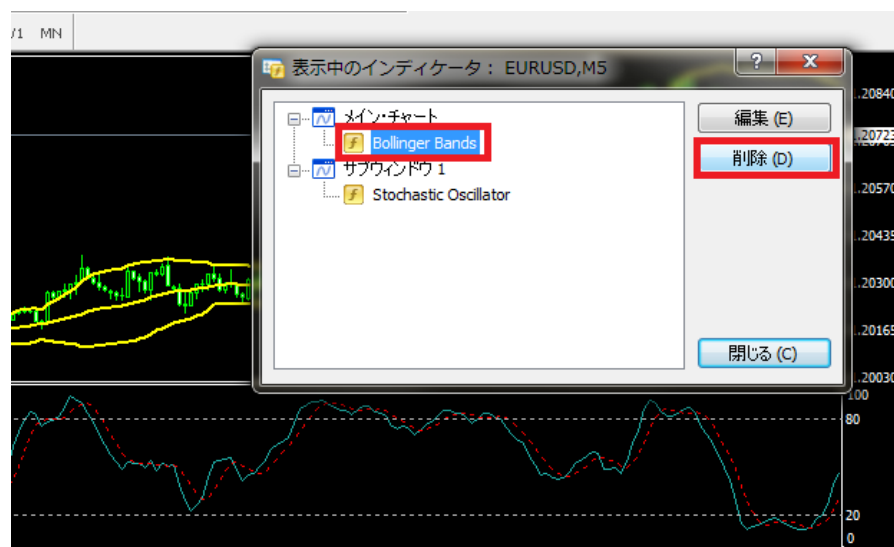 /1 MN
表示中のインディケータ： EURUSD,M5
メイン・チャート
Bollinger Bands
サブウィンドウ 1
Stochastic Oscillator
編集 (E)
削除 (D)
閉じる (C)
.20840
.20723
.20570
.20435
.20300
.20165
.20030
100
80
20
0